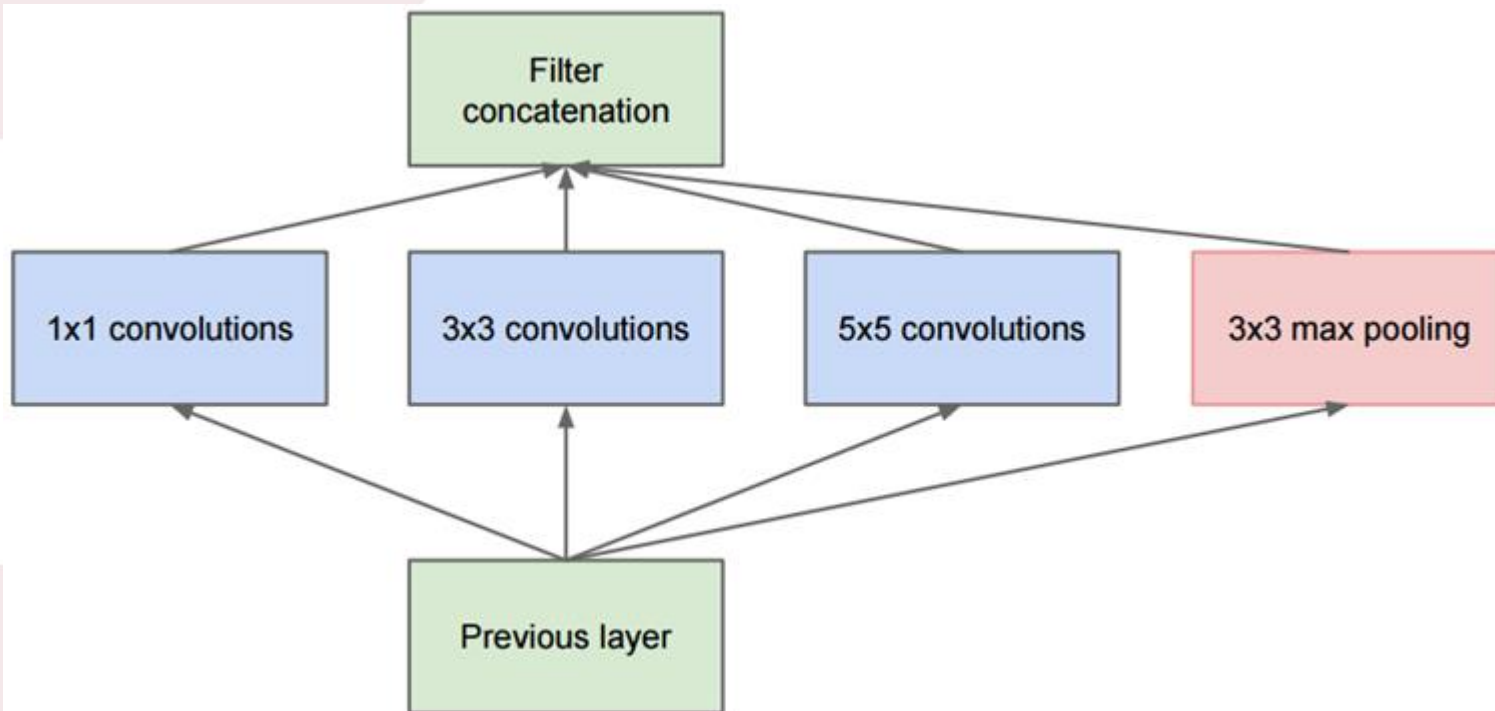 Filter
concatenation
1x1 convolutions
3x3 convolutions
5x5 convolutions
3x3 max pooling
Previous layer